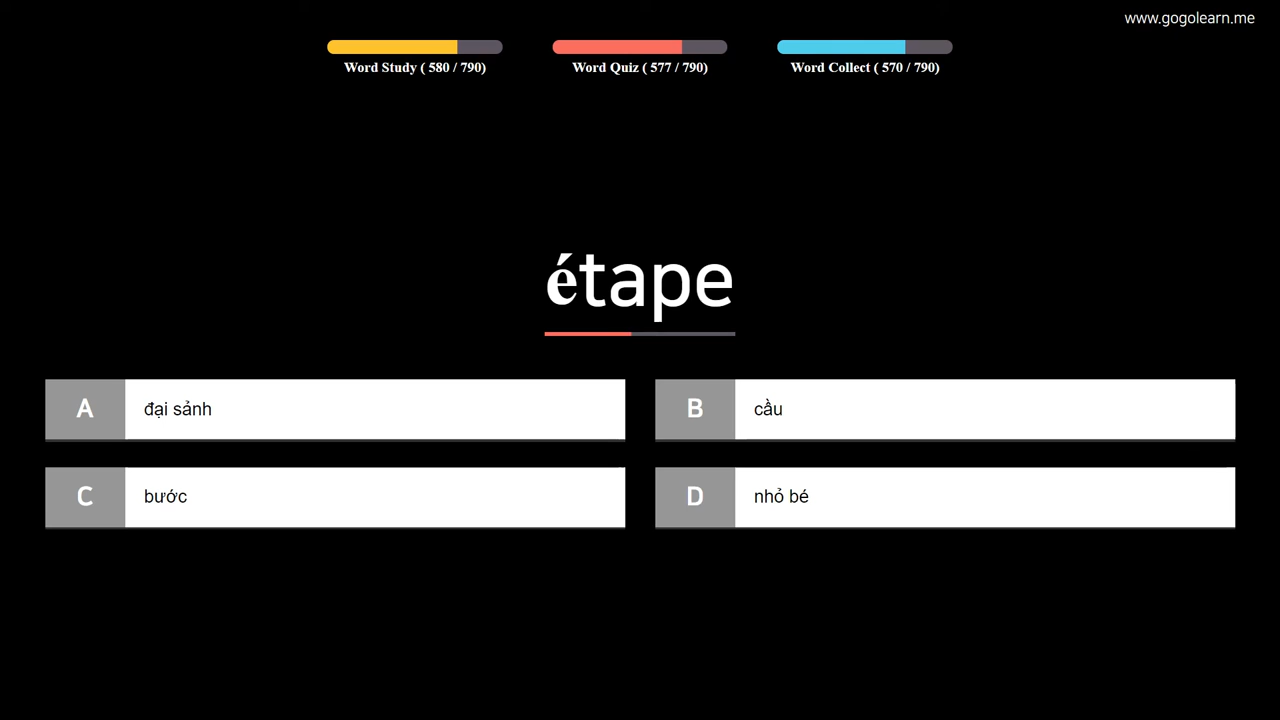 www.gogolearn.me
Word Study ( 580 / 790)
Word Quiz ( 577 / 790)
Word Collect ( 570 / 790)
étape
A đại sảnh
B cầu
C bước
D nhỏ bé